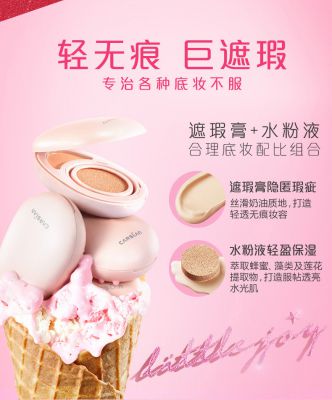 轻无痕 巨遮瑕
专治各种底妆不服
遮瑕膏+水粉液
合理底妆配比组合
遮瑕膏隐匿瑕疵
丝滑奶油质地,打造
轻透无痕妆容
水粉液轻盈保湿
萃取蜂蜜、藻类及莲花
提取物,打造服帖透亮
水光肌
CARSLAN
CARSLAN
little joy